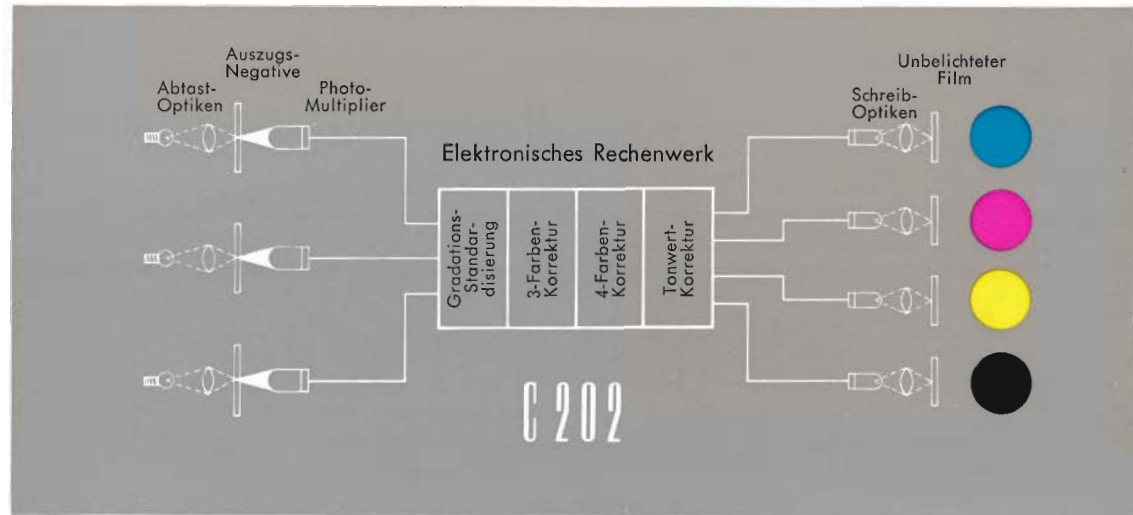 Auszugs-
Negative
Abtast-
Optiken
Photo-
Multiplier
Unbelichteter
Film
Schreib-
Optiken
Elektronisches Rechenwerk
Gradations-
Standar-
disierung
3-Farben-
Korrektur
4-Farben-
Korrektur
Tonwert-
Korrektur
C 202